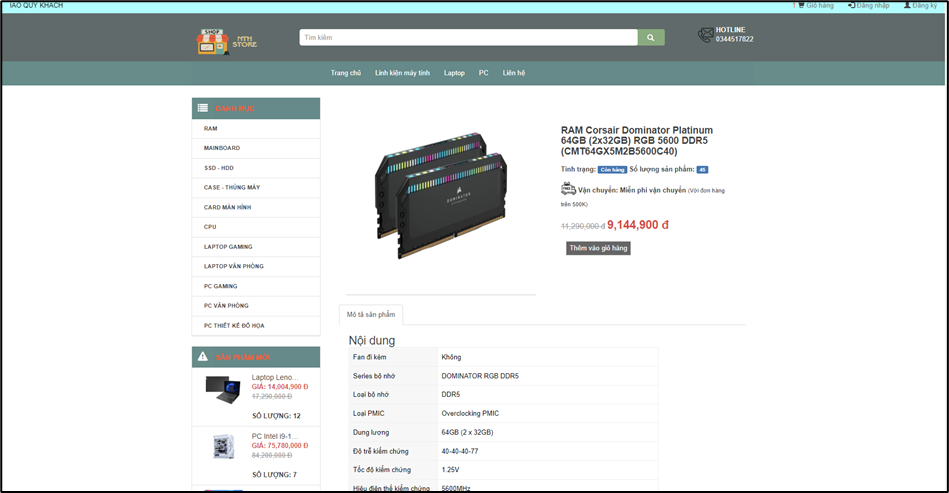 HÀO QUÝ KHÁCH
1 Giỏ hàng Đăng nhập Đăng ký
SHOP
MTH
STORE
Tìm kiếm
HOTLINE
0344517822
Trang chủ Linh kiện máy tính Laptop PC Liên hệ
DANH MỤC
RAM
MAINBOARD
SSD - HDD
CASE - THÙNG MÁY
CARD MÀN HÌNH
CPU
LAPTOP GAMING
LAPTOP VĂN PHÒNG
PC GAMING
PC VĂN PHÒNG
PC THIẾT KẾ ĐỒ HỌA
SẢN PHẨM MỚI
Laptop Leno...
GIÁ: 14,004,900 Đ
17,290,000 Đ
SỐ LƯỢNG: 12
PC Intel i9-1...
GIÁ: 75,780,000 Đ
84,200,000 Đ
SỐ LƯỢNG: 7
DOMINATOR
RAM Corsair Dominator Platinum
64GB (2x32GB) RGB 5600 DDR5
(CMT64GX5M2B5600C40)
Tình trạng: Còn hàng Số lượng sản phẩm: 45
FREE Vận chuyển: Miễn phí vận chuyển (Với đơn hàng
trên 500K)
11,290,000 đ 9,144,900 đ
Thêm vào giỏ hàng
Mô tả sản phẩm
Nội dung
Fan đi kèm Không
Series bộ nhớ DOMINATOR RGB DDR5
Loại bộ nhớ DDR5
Loại PMIC Overclocking PMIC
Dung lượng 64GB (2 x 32GB)
Độ trễ kiểm chứng 40-40-40-77
Tốc độ kiểm chứng 1.25V
Hiệu điện thế kiểm chứng 5600MHz